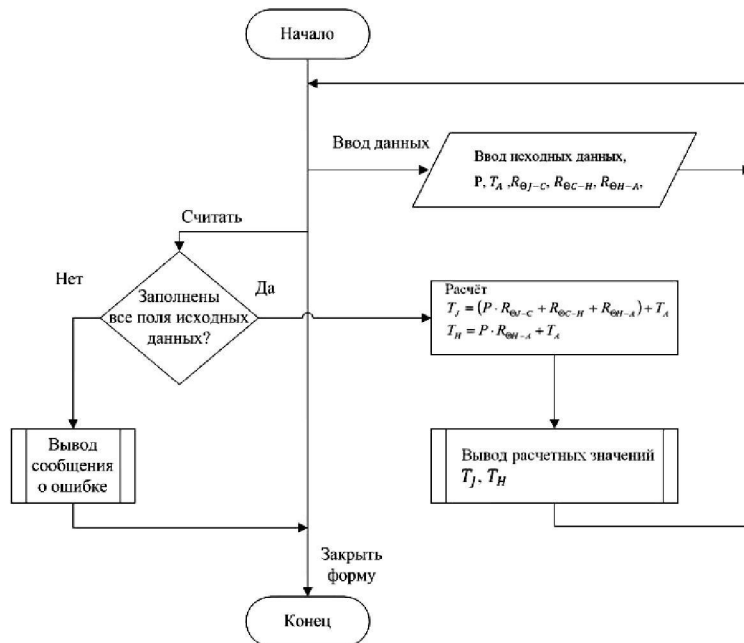 Начало
Ввод данных
Ввод исходных данных,
P, T_A, R_ΘJ−C, R_ΘC−H, R_ΘH−A,
Считать
Нет
Заполнены
все поля исходных
данных?
Да
Расчёт
T_J = (P · R_ΘJ−C + R_ΘC−H + R_ΘH−A) + T_A
T_H = P · R_ΘH−A + T_A
Вывод
сообщения
о ошибке
Вывод расчетных значений
T_J, T_H
Закрыть
форму
Конец